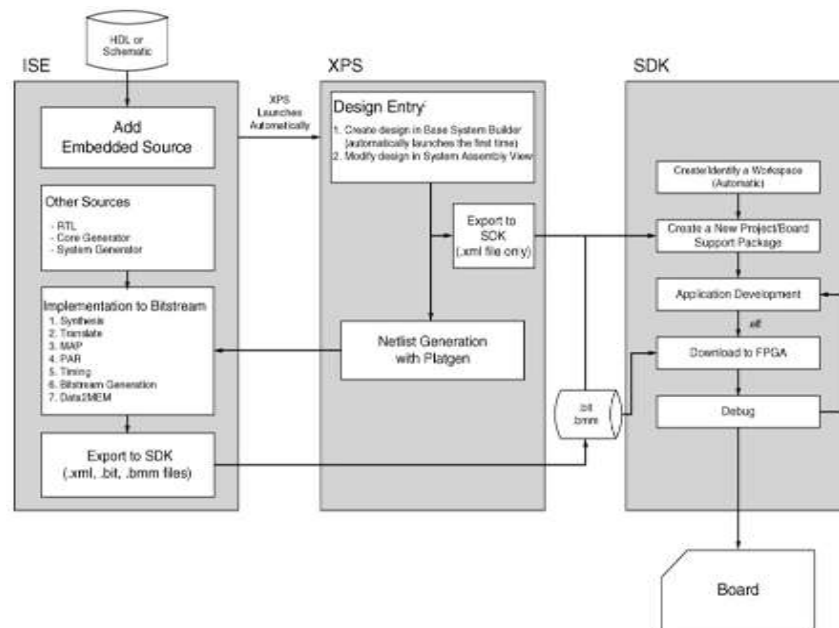 HDL or
Schematic
ISE
Add
Embedded Source
Other Sources
- RTL
- Core Generator
- System Generator
Implementation to Bitstream
1. Synthesis
2. Translate
3. MAP
4. PAR
5. Timing
6. Bitstream Generation
7. Data2MEM
Export to SDK
(.xml, .bit, .bmm files)
XPS
Launches
Automatically
XPS
Design Entry
1. Create design in Base System Builder
(automatically launches the first time)
2. Modify design in System Assembly View
Export to
SDK
(.xml file only)
Netlist Generation
with Platgen
.bit
.bmm
SDK
Create/Identify a Workspace
(Automatic)
Create a New Project/Board
Support Package
Application Development
.elf
Download to FPGA
Debug
Board